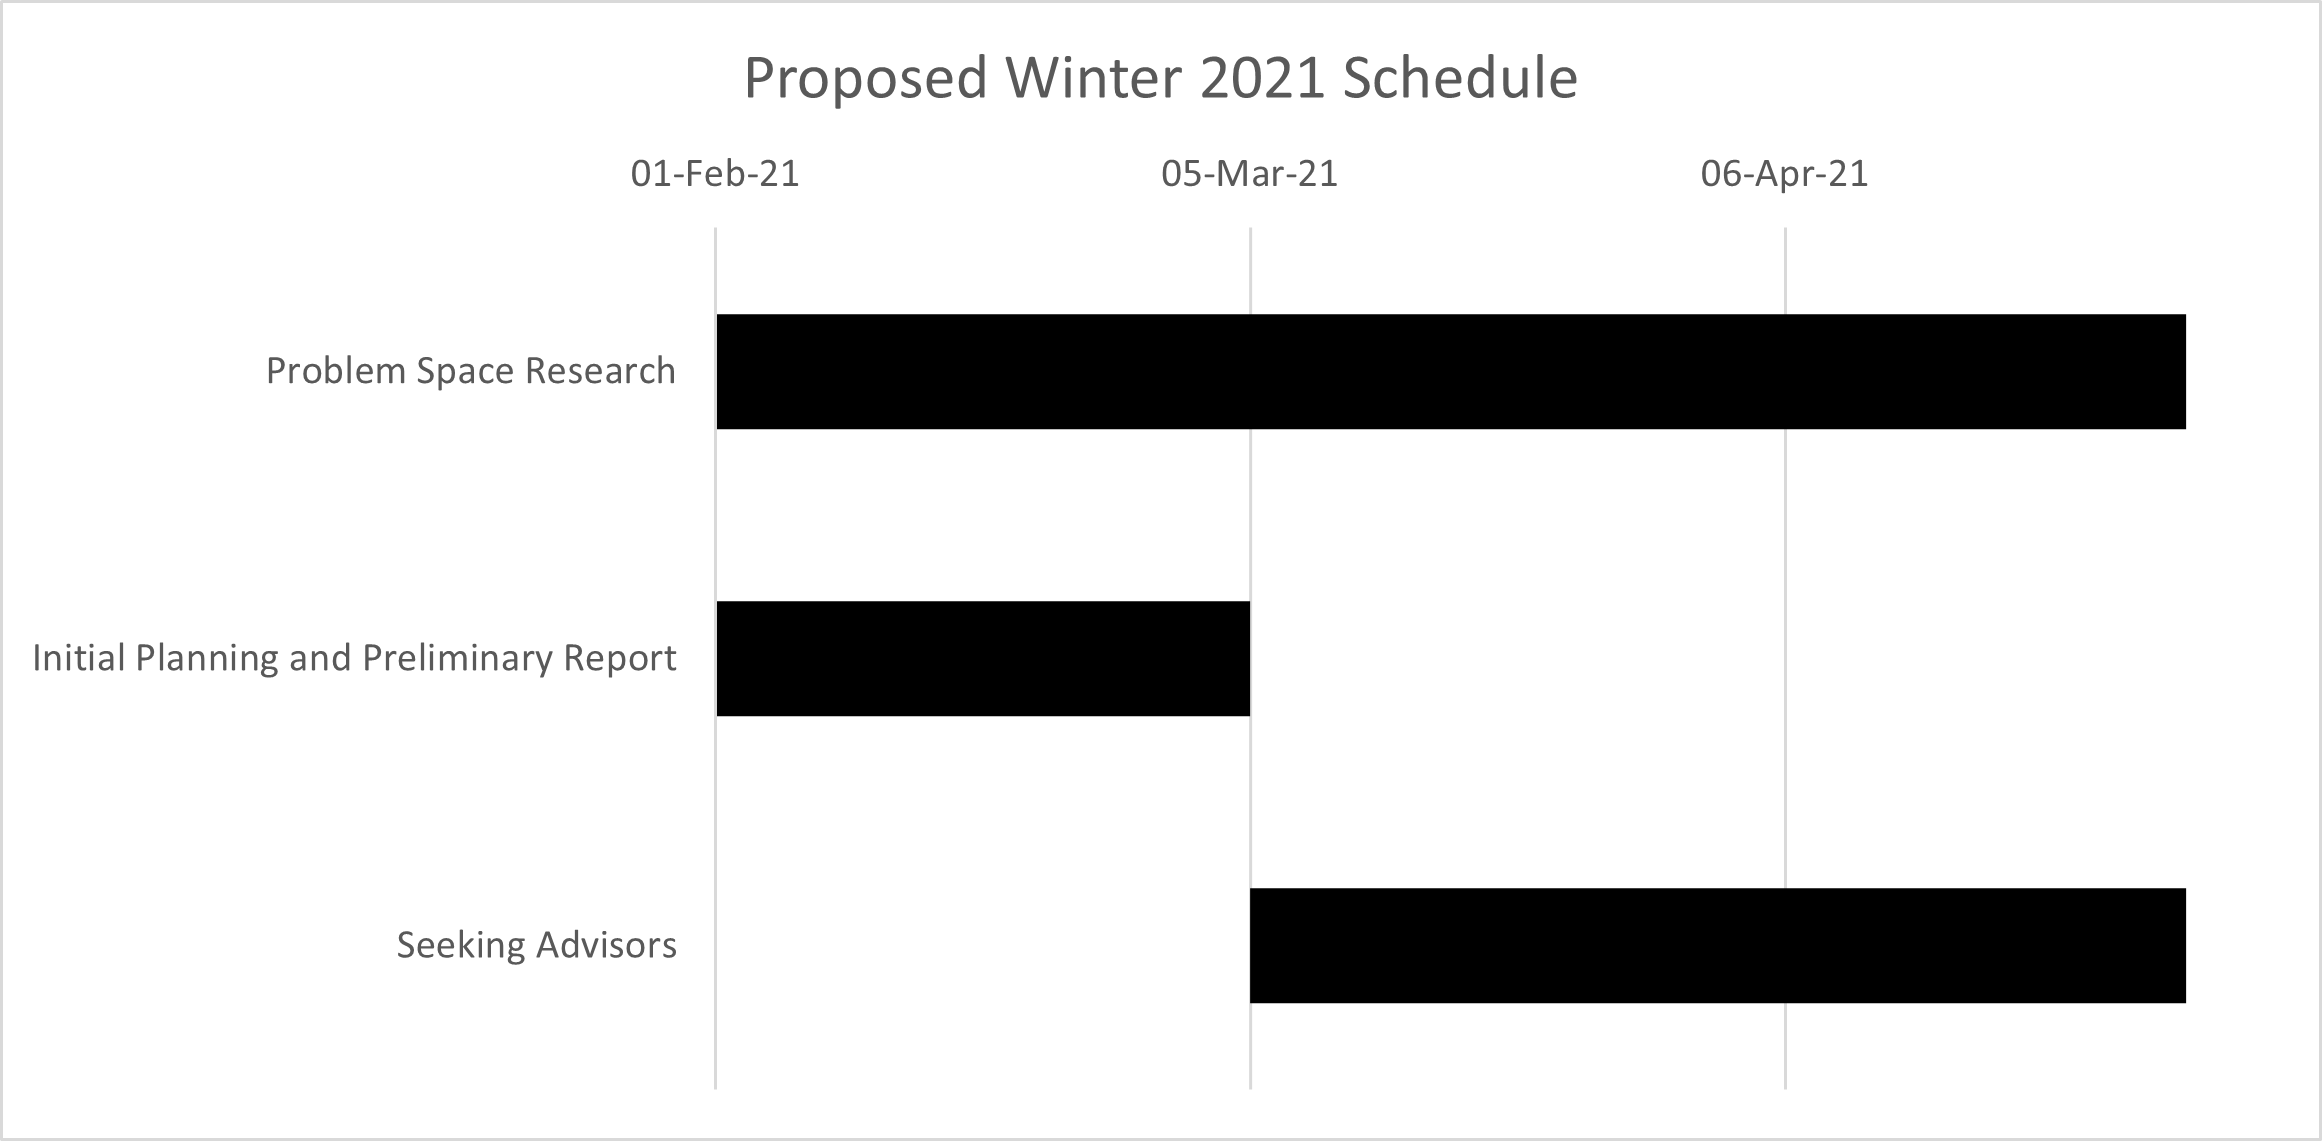 Proposed Winter 2021 Schedule
01-Feb-21 05-Mar-21 06-Apr-21
Problem Space Research
Initial Planning and Preliminary Report
Seeking Advisors